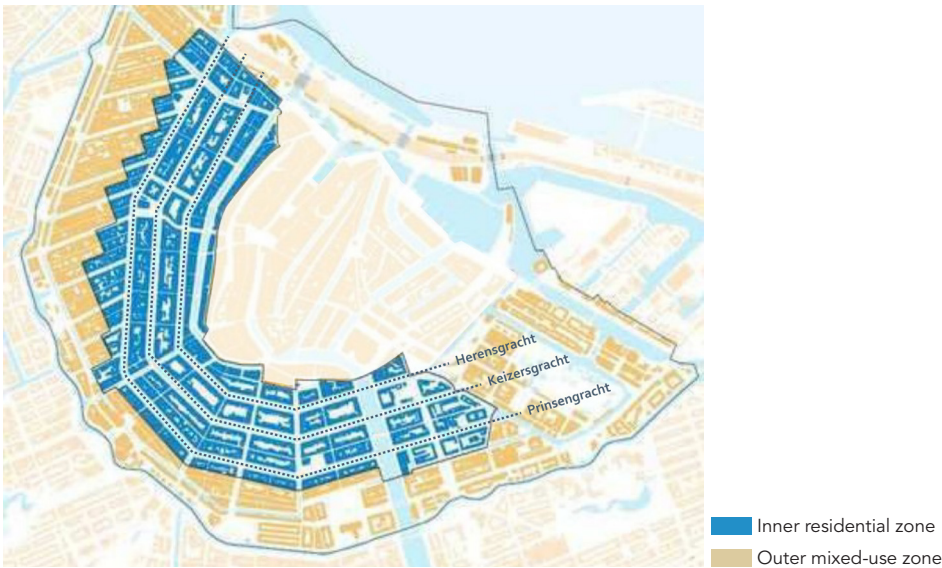 Herensgracht
Keizersgracht
Prinsengracht
Inner residential zone
Outer mixed-use zone